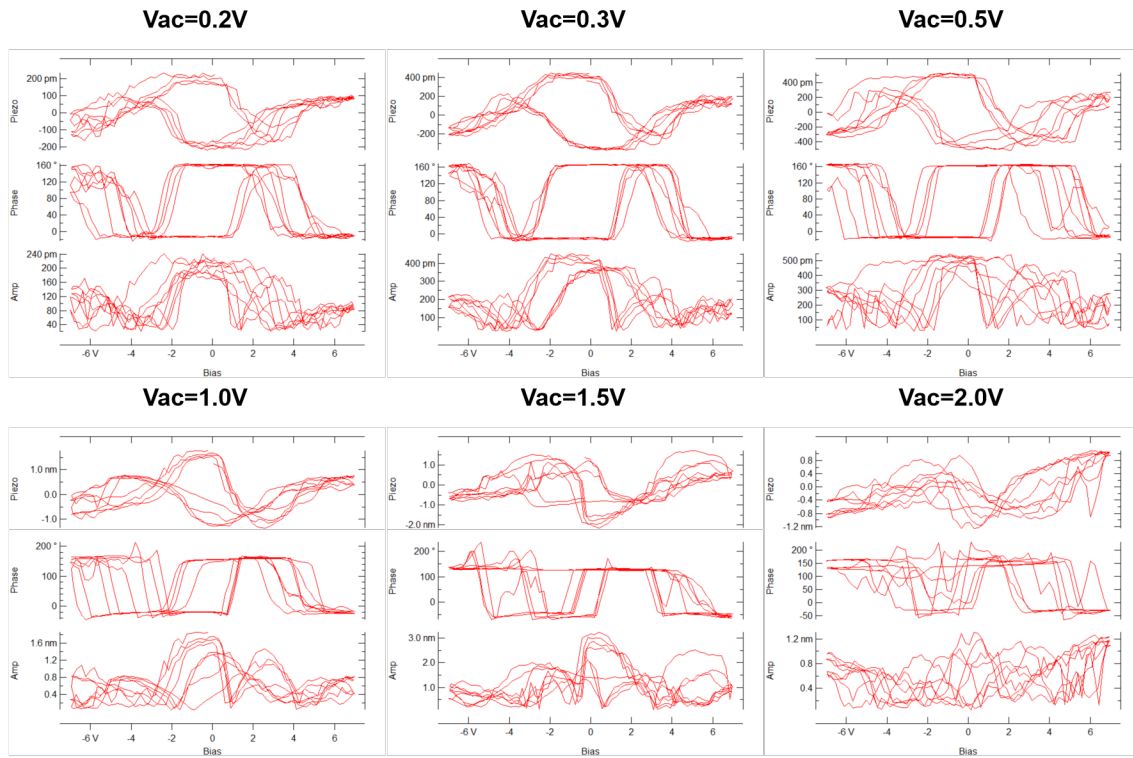 Vac=0.2V
Vac=0.3V
Vac=0.5V
Piezo
200 pm
100
0
-100
-200
Phase
160 °
120
80
40
0
Amp
240 pm
200
160
120
80
40
-6 V
-4
-2
0
2
4
6
Bias
Piezo
400 pm
200
0
-200
Phase
160 °
120
80
40
0
Amp
400 pm
300
200
100
-6 V
-4
-2
0
2
4
6
Bias
Piezo
400 pm
200
0
-200
-400
Phase
160 °
120
80
40
0
Amp
500 pm
400
300
200
100
-6 V
-4
-2
0
2
4
6
Bias
Vac=1.0V
Vac=1.5V
Vac=2.0V
Piezo
1.0 nm
0.0
-1.0
Phase
200 °
100
0
Amp
1.6 nm
1.2
0.8
0.4
-6 V
-4
-2
0
2
4
6
Bias
Piezo
1.0
0.0
-1.0
-2.0 nm
Phase
200 °
100
0
Amp
3.0 nm
2.0
1.0
-6 V
-4
-2
0
2
4
6
Bias
Piezo
0.8
0.4
0.0
-0.4
-0.8
-1.2 nm
Phase
200 °
150
100
50
0
-50
Amp
1.2 nm
0.8
0.4
-6 V
-4
-2
0
2
4
6
Bias